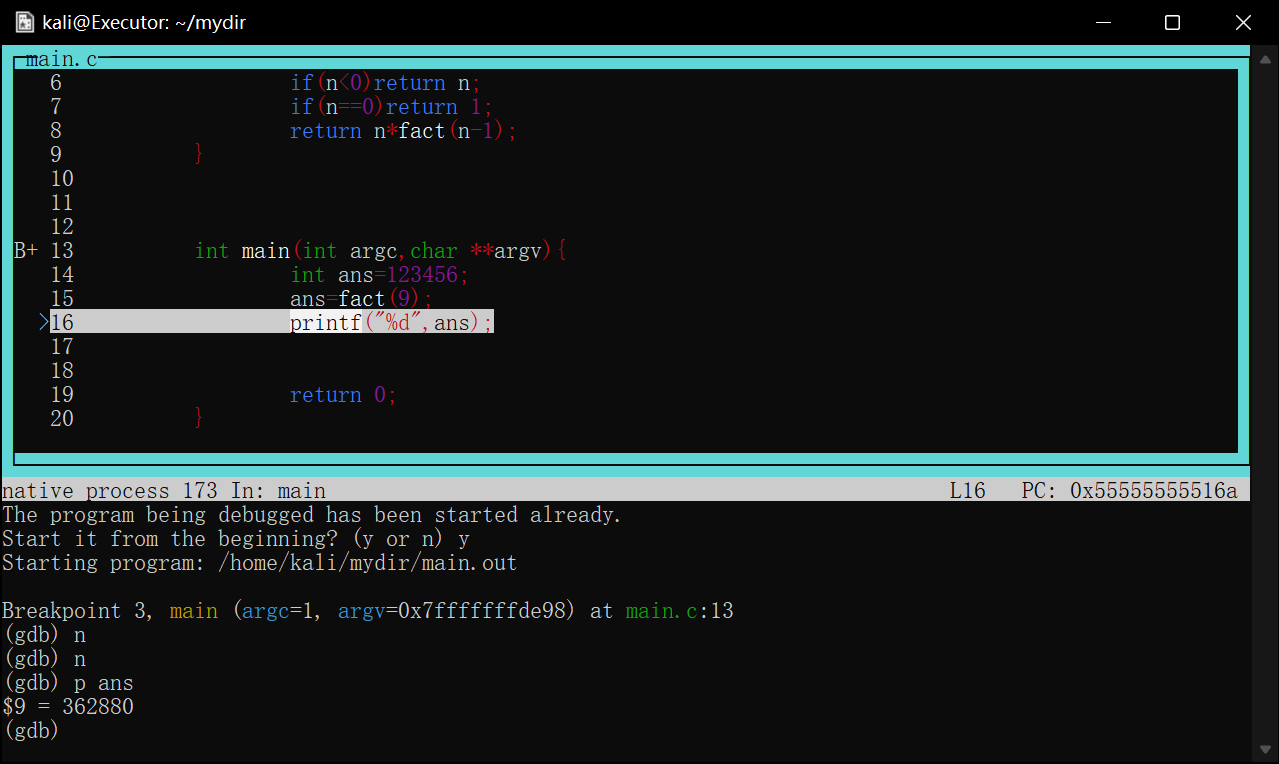 kali@Executor: ~/mydir
main.c
6 if(n<0)return n;
7 if(n==0)return 1;
8 return n*fact(n-1);
9 }
10
11
12
B+ 13 int main(int argc,char **argv){
14 int ans=123456;
15 ans=fact(9);
>16 printf("%d",ans);
17
18
19 return 0;
20 }
native process 173 In: main L16 PC: 0x55555555516a
The program being debugged has been started already.
Start it from the beginning? (y or n) y
Starting program: /home/kali/mydir/main.out
Breakpoint 3, main (argc=1, argv=0x7fffffffde98) at main.c:13
(gdb) n
(gdb) n
(gdb) p ans
$9 = 362880
(gdb)